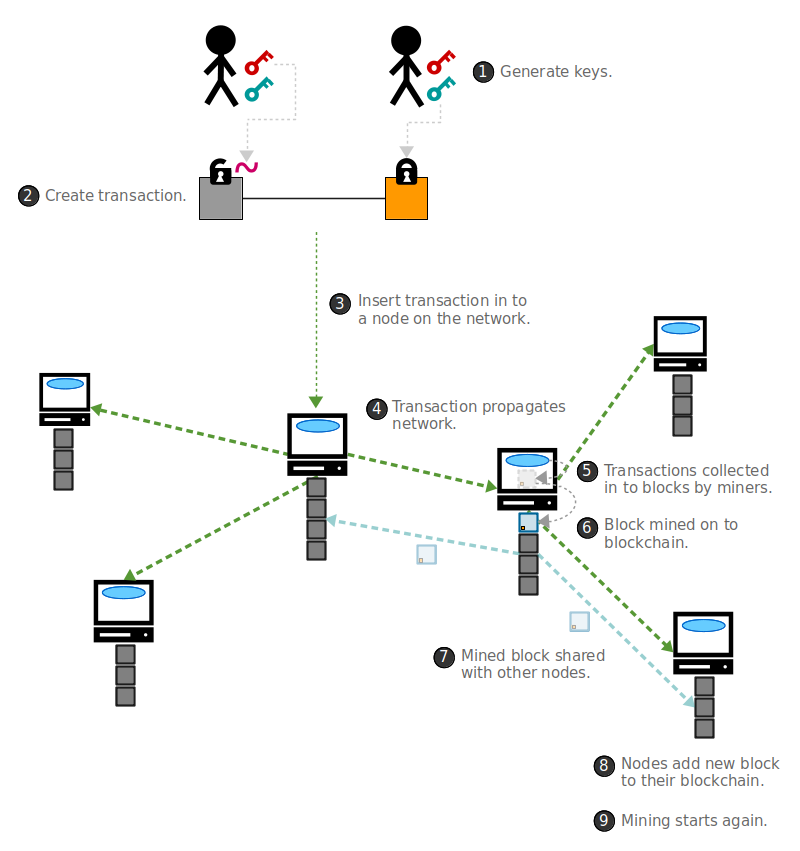 1 Generate keys.
2 Create transaction.
3 Insert transaction in to
a node on the network.
4 Transaction propagates
network.
5 Transactions collected
in to blocks by miners.
6 Block mined on to
blockchain.
7 Mined block shared
with other nodes.
8 Nodes add new block
to their blockchain.
9 Mining starts again.